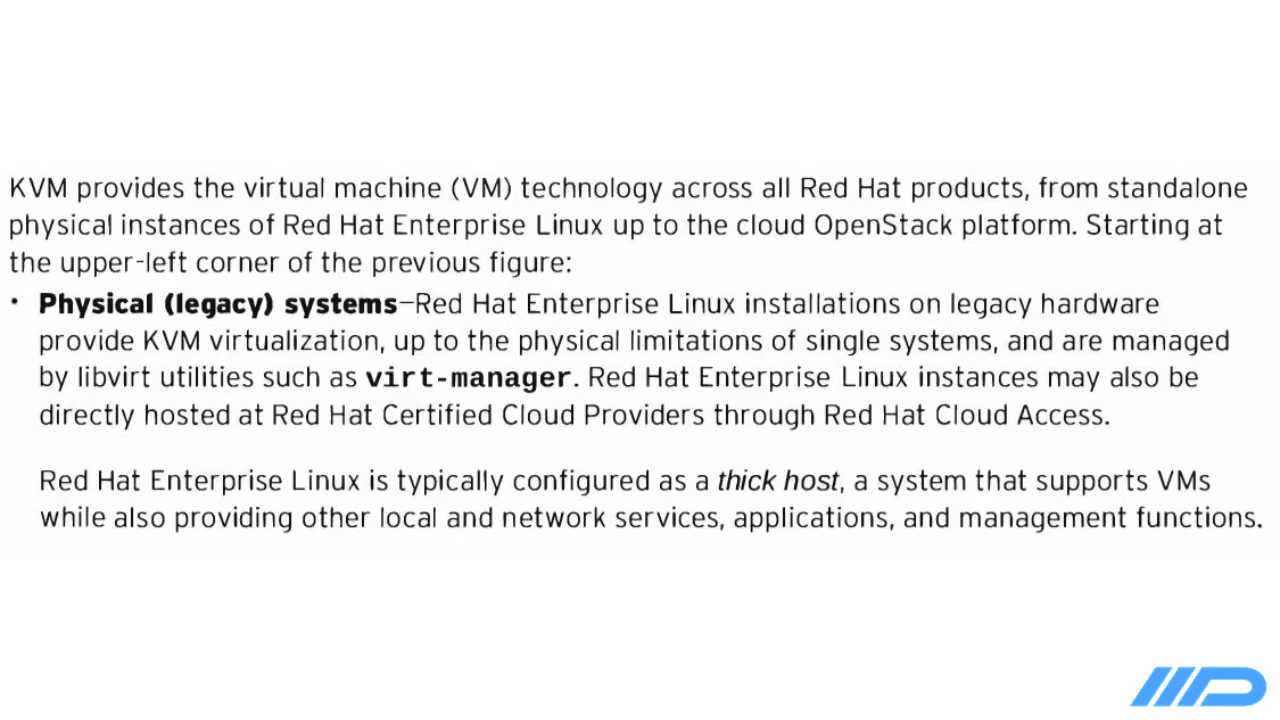 KVM provides the virtual machine (VM) technology across all Red Hat products, from standalone
physical instances of Red Hat Enterprise Linux up to the cloud OpenStack platform. Starting at
the upper-left corner of the previous figure:
• Physical (legacy) systems—Red Hat Enterprise Linux installations on legacy hardware
provide KVM virtualization, up to the physical limitations of single systems, and are managed
by libvirt utilities such as virt-manager. Red Hat Enterprise Linux instances may also be
directly hosted at Red Hat Certified Cloud Providers through Red Hat Cloud Access.
Red Hat Enterprise Linux is typically configured as a thick host, a system that supports VMs
while also providing other local and network services, applications, and management functions.